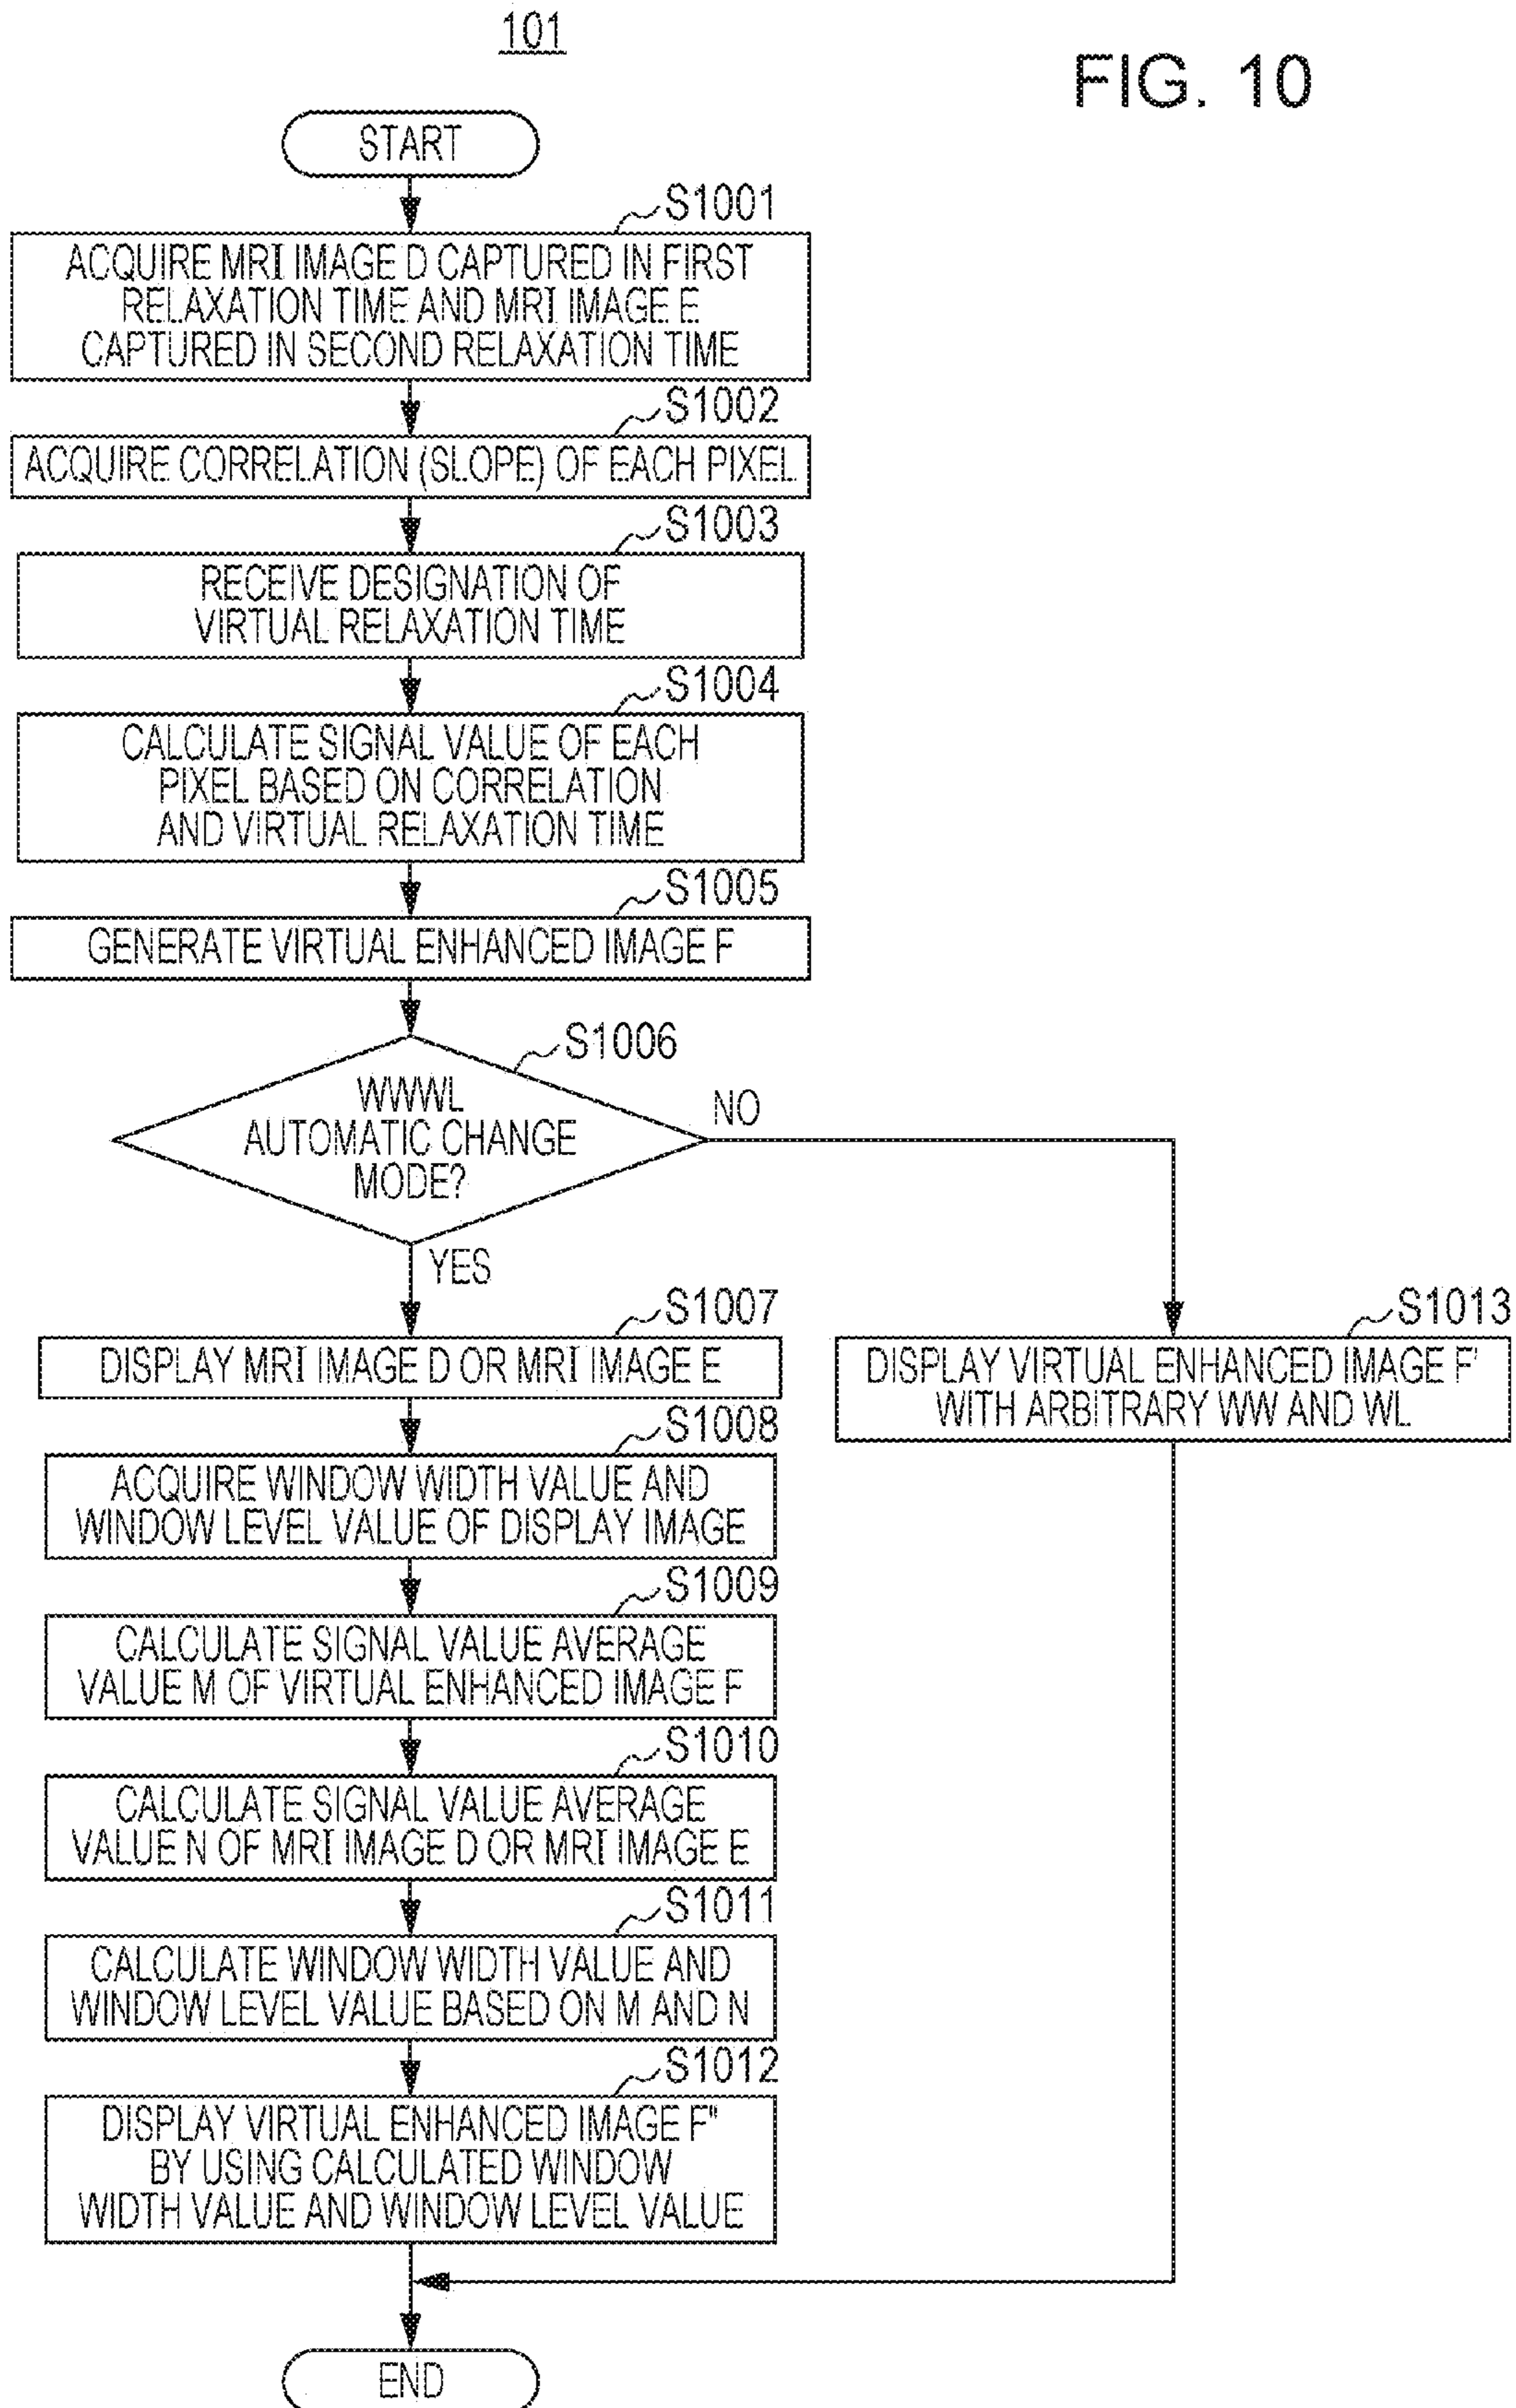 101
FIG. 10
START
S1001
ACQUIRE MRI IMAGE D CAPTURED IN FIRST
RELAXATION TIME AND MRI IMAGE E
CAPTURED IN SECOND RELAXATION TIME
S1002
ACQUIRE CORRELATION (SLOPE) OF EACH PIXEL
S1003
RECEIVE DESIGNATION OF
VIRTUAL RELAXATION TIME
S1004
CALCULATE SIGNAL VALUE OF EACH
PIXEL BASED ON CORRELATION
AND VIRTUAL RELAXATION TIME
S1005
GENERATE VIRTUAL ENHANCED IMAGE F
S1006
WWWL
AUTOMATIC CHANGE
MODE?
NO
YES
S1007
DISPLAY MRI IMAGE D OR MRI IMAGE E
S1013
DISPLAY VIRTUAL ENHANCED IMAGE F'
WITH ARBITRARY WW AND WL
S1008
ACQUIRE WINDOW WIDTH VALUE AND
WINDOW LEVEL VALUE OF DISPLAY IMAGE
S1009
CALCULATE SIGNAL VALUE AVERAGE
VALUE M OF VIRTUAL ENHANCED IMAGE F
S1010
CALCULATE SIGNAL VALUE AVERAGE
VALUE N OF MRI IMAGE D OR MRI IMAGE E
S1011
CALCULATE WINDOW WIDTH VALUE AND
WINDOW LEVEL VALUE BASED ON M AND N
S1012
DISPLAY VIRTUAL ENHANCED IMAGE F"
BY USING CALCULATED WINDOW
WIDTH VALUE AND WINDOW LEVEL VALUE
END